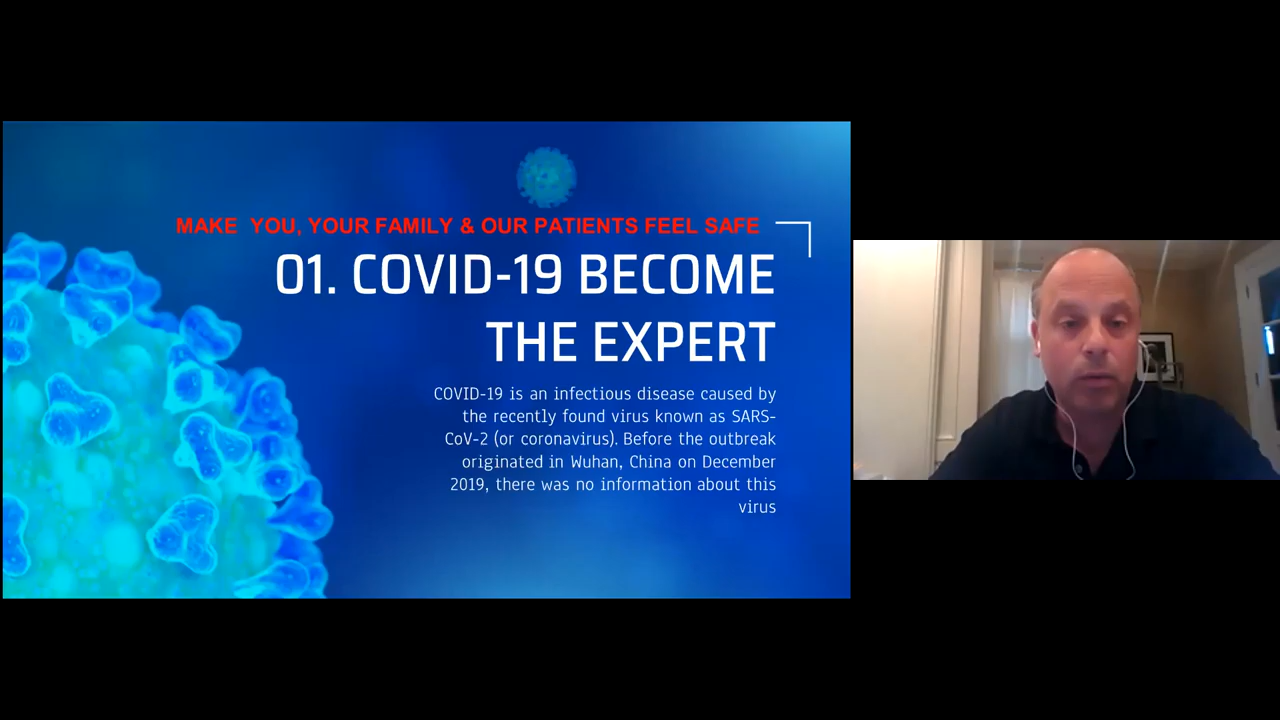 MAKE YOU, YOUR FAMILY & OUR PATIENTS FEEL SAFE
01. COVID-19 BECOME
THE EXPERT
COVID-19 is an infectious disease caused by
the recently found virus known as SARS-
CoV-2 (or coronavirus). Before the outbreak
originated in Wuhan, China on December
2019, there was no information about this
virus